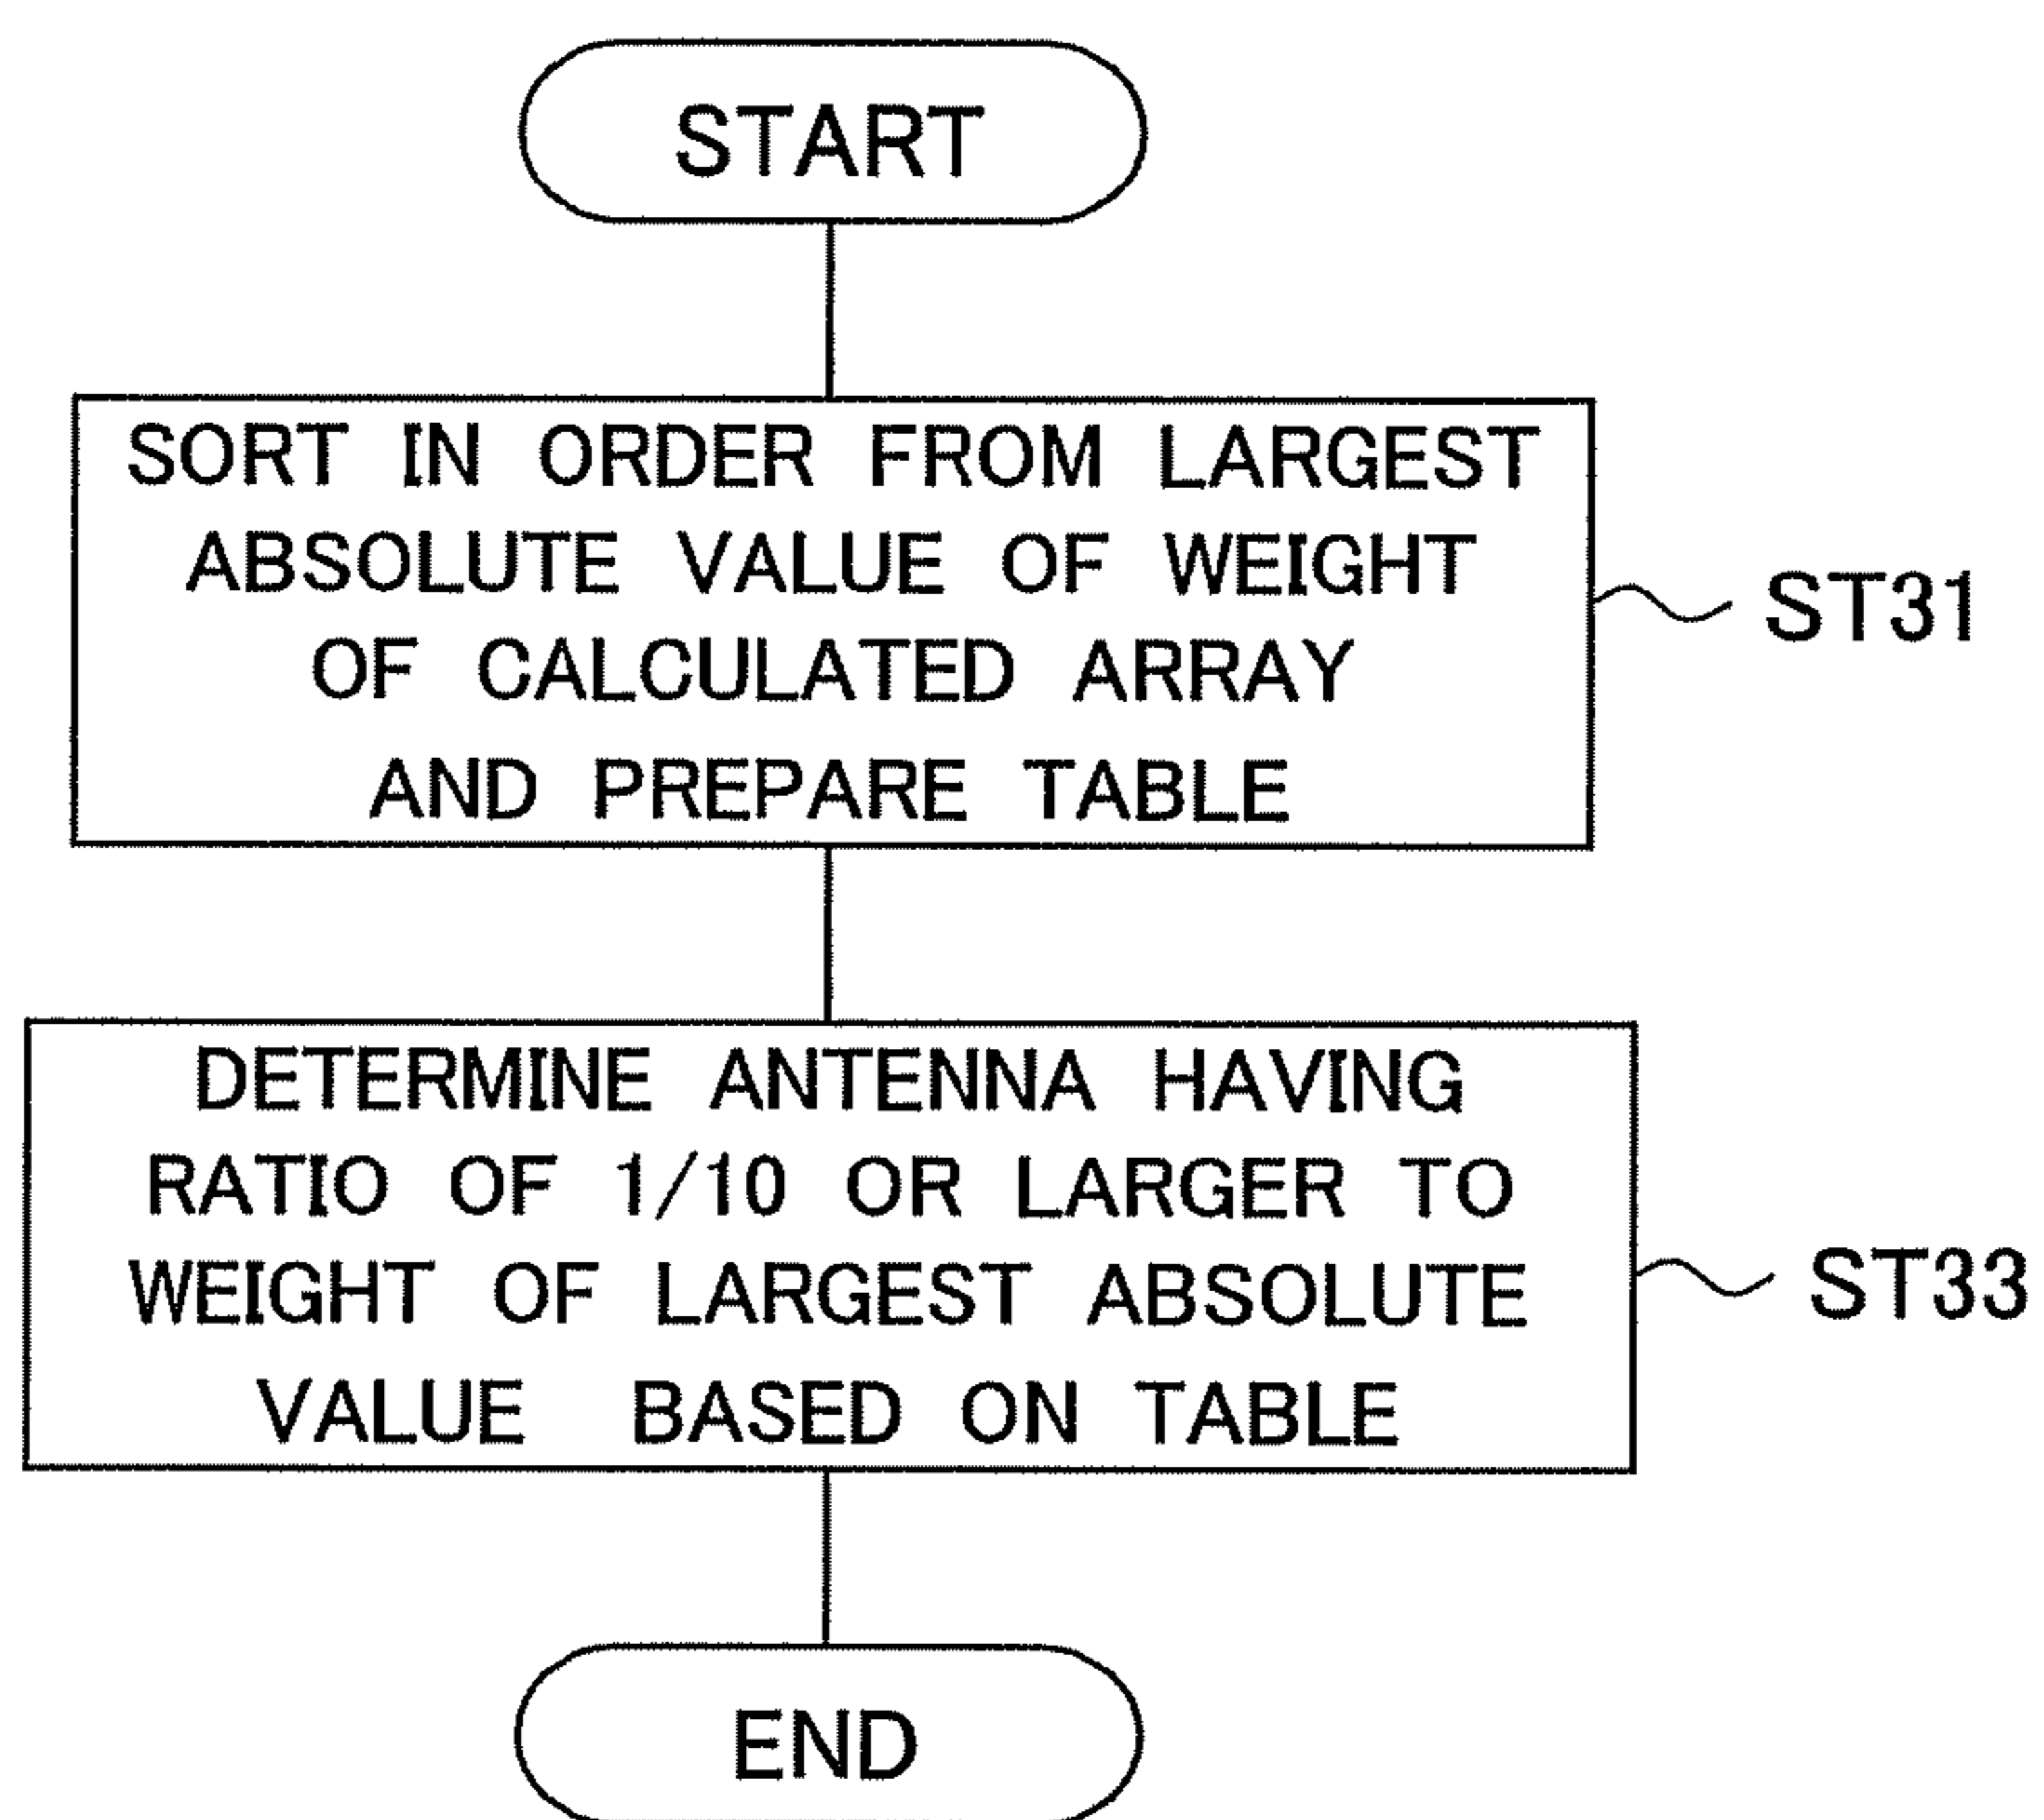 START
SORT IN ORDER FROM LARGEST
ABSOLUTE VALUE OF WEIGHT
OF CALCULATED ARRAY
AND PREPARE TABLE
ST31
DETERMINE ANTENNA HAVING
RATIO OF 1/10 OR LARGER TO
WEIGHT OF LARGEST ABSOLUTE
VALUE BASED ON TABLE
ST33
END